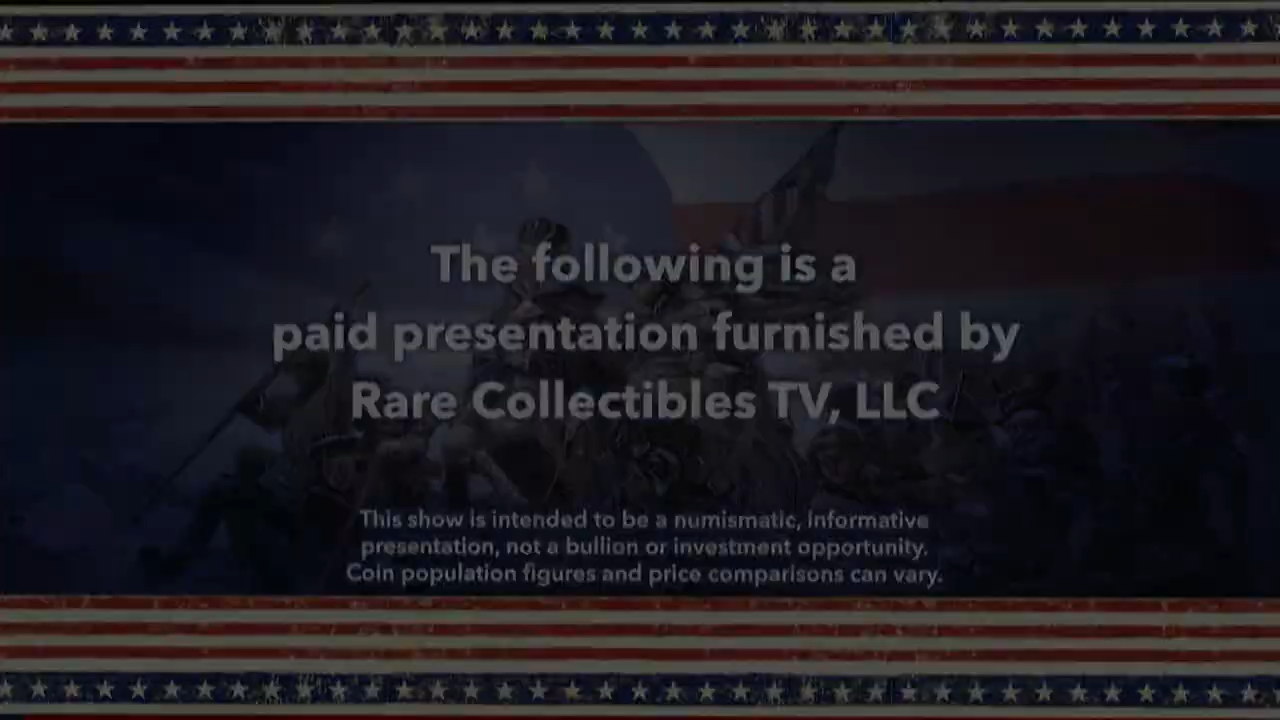 The following is a
paid presentation furnished by
Rare Collectibles TV, LLC
This show is intended to be a numismatic, informative
presentation, not a bullion or investment opportunity.
Coin population figures and price comparisons can vary.